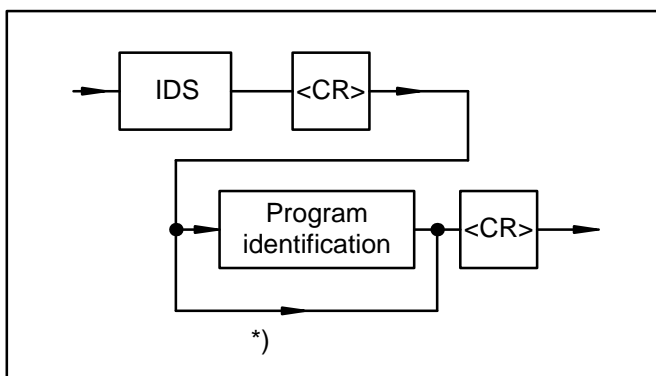 IDS
<CR>
Program
identification
<CR>
*)